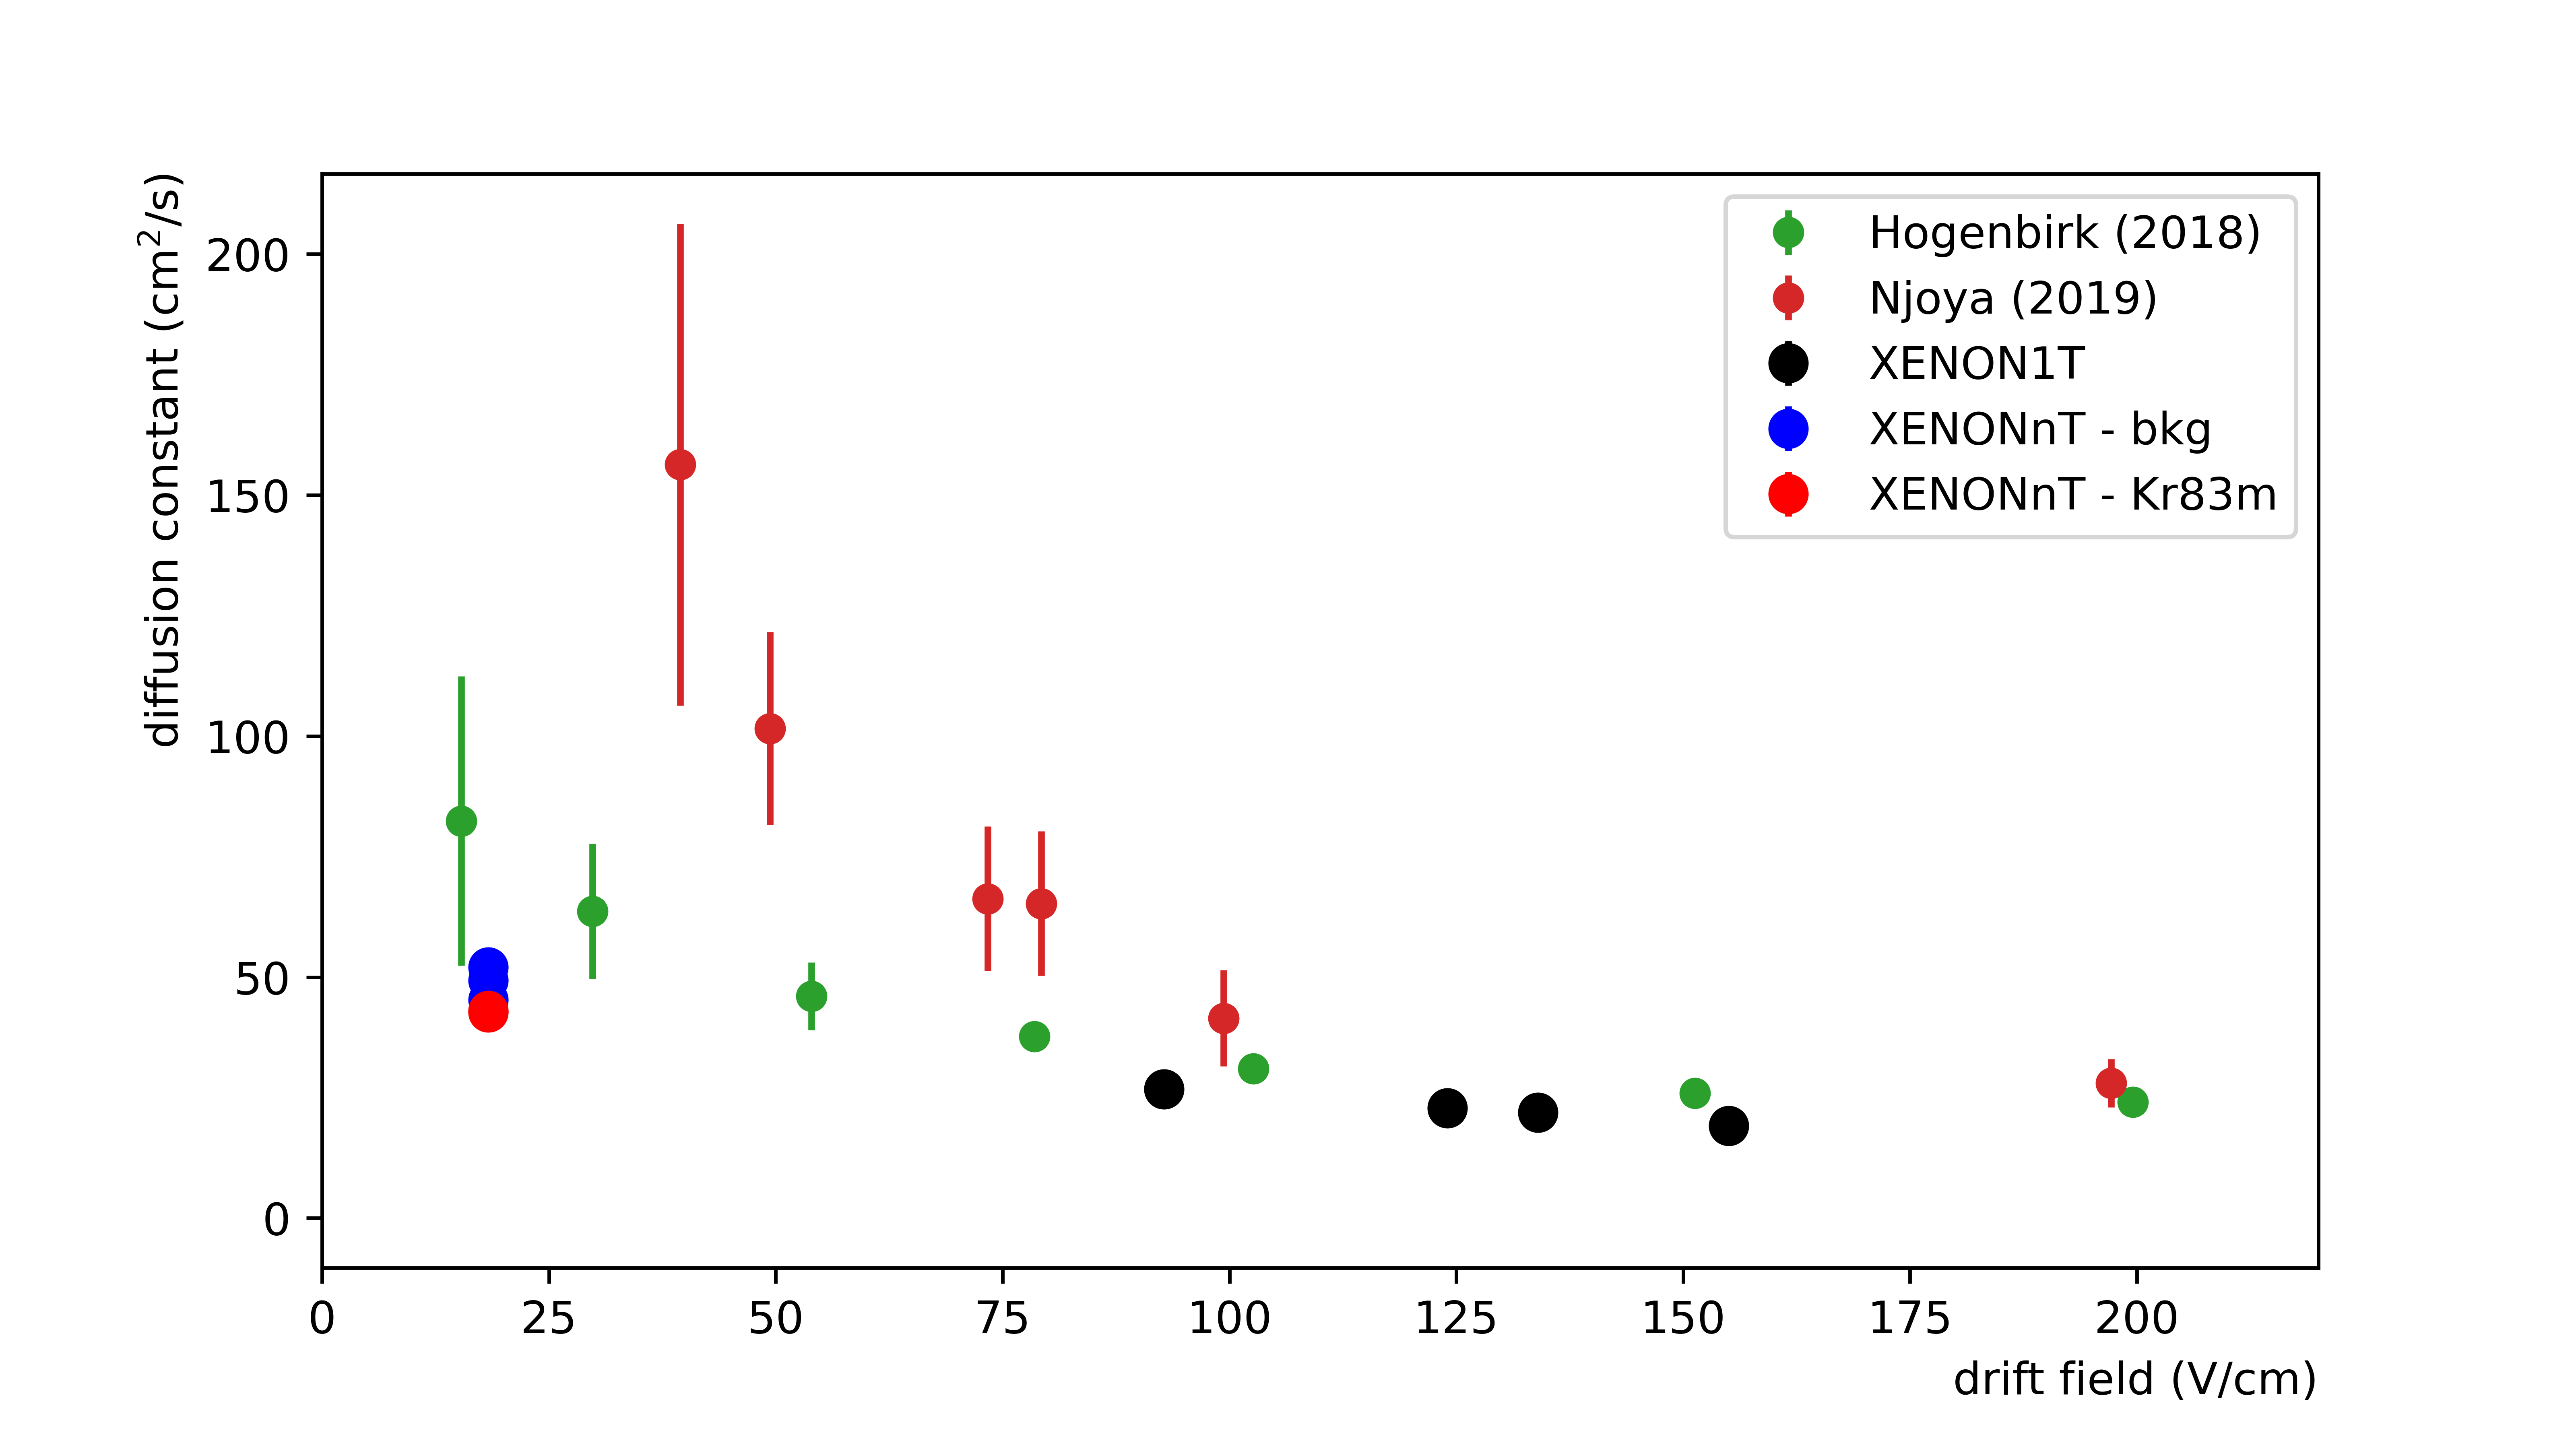 diffusion constant (cm²/s)
200
150
100
50
0
Hogenbirk (2018)
Njoya (2019)
XENON1T
XENONnT - bkg
XENONnT - Kr83m
0 25 50 75 100 125 150 175 200
drift field (V/cm)